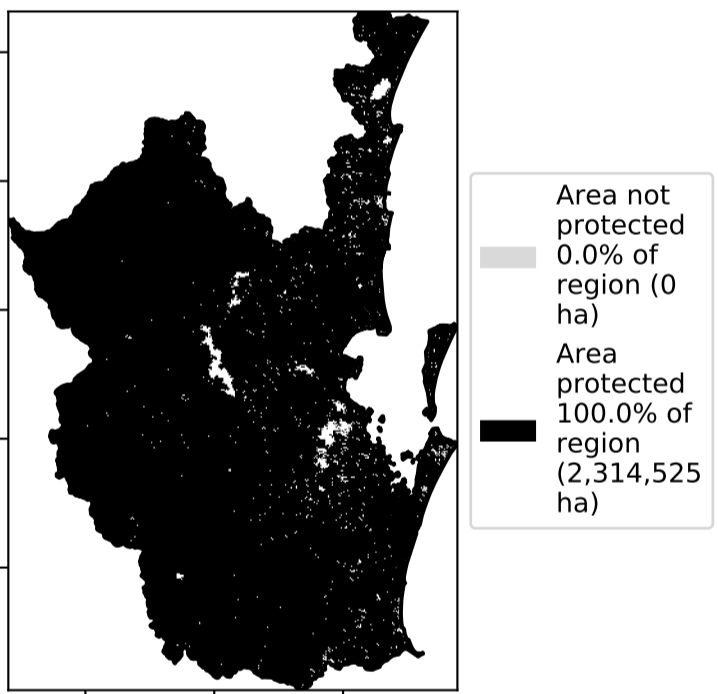 Area not
protected
0.0% of
region (0
ha)
Area
protected
100.0% of
region
(2,314,525
ha)